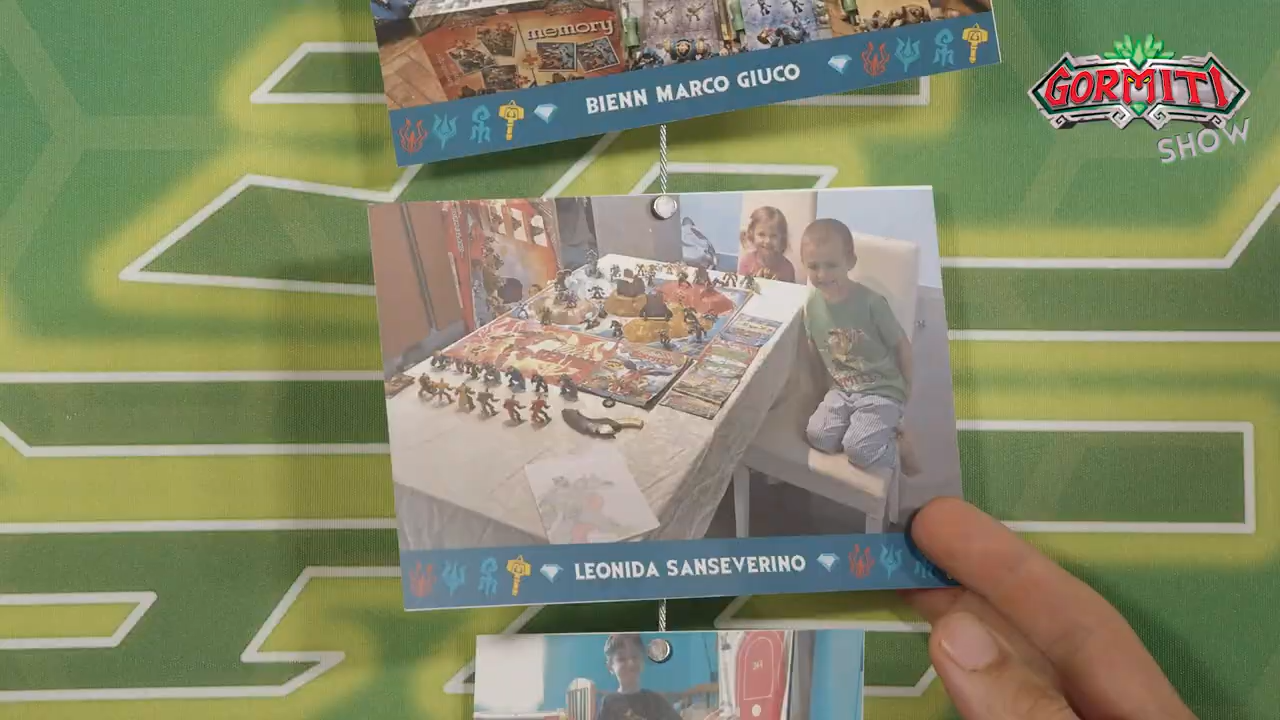 memory
BIENN MARCO GIUCO
GORMITI
SHOW
LEONIDA SANSEVERINO